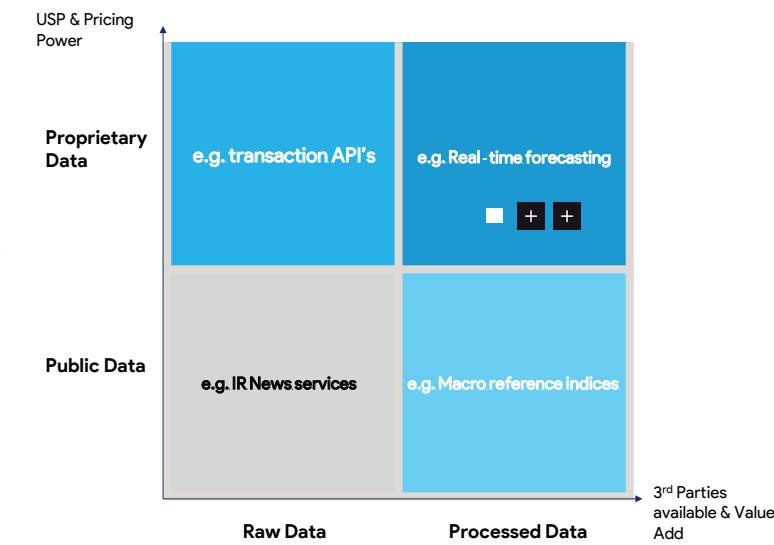 USP & Pricing
Power
Proprietary
Data
e.g. transaction API's
e.g. Real-time forecasting
+ +
Public Data
e.g. IR News services
e.g. Macro reference indices
3rd Parties
available & Value
Add
Raw Data
Processed Data